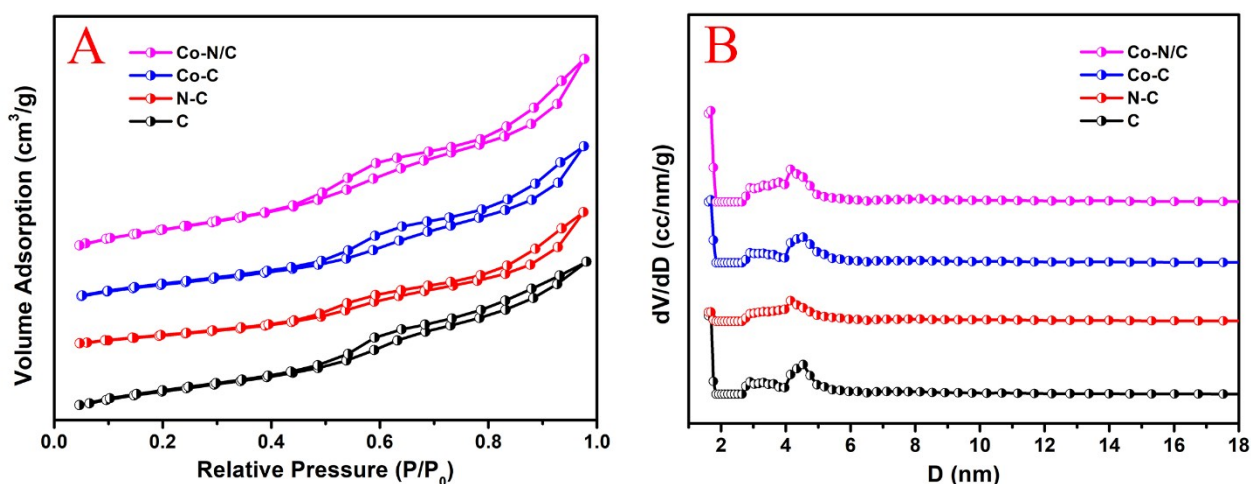 A
Co-N/C
Co-C
N-C
C
Volume Adsorption (cm³/g)
0.0 0.2 0.4 0.6 0.8 1.0
Relative Pressure (P/P₀)
B
Co-N/C
Co-C
N-C
C
dV/dD (cc/nm/g)
2 4 6 8 10 12 14 16 18
D (nm)